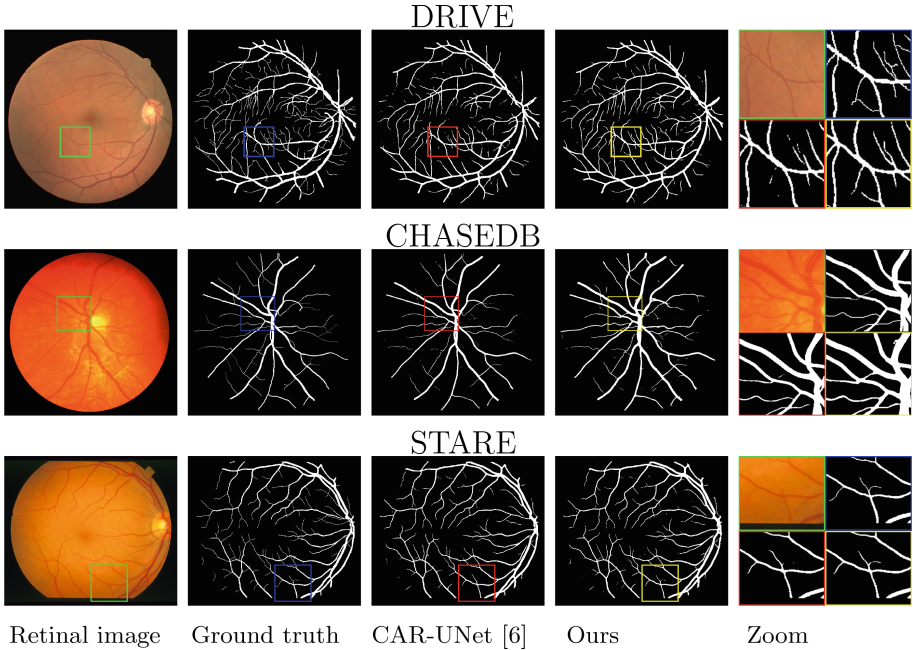 DRIVE
CHASEDB
STARE
Retinal image Ground truth CAR-UNet [6] Ours Zoom